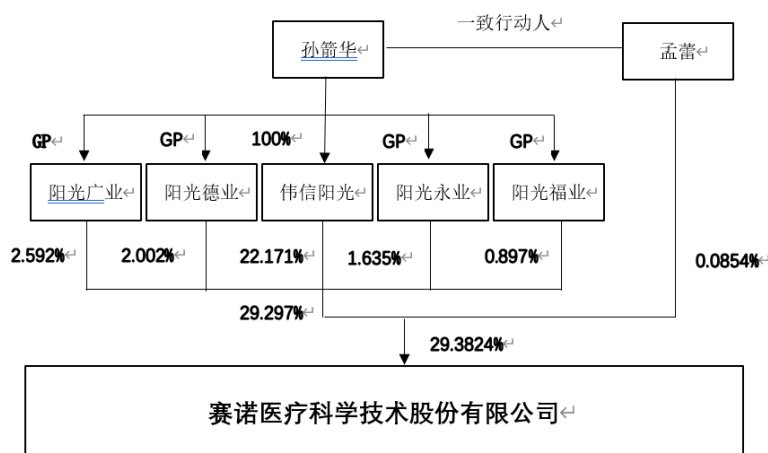 一致行动人
孙箭华
孟蕾
GP
GP
100%
GP
GP
阳光广业
阳光德业
伟信阳光
阳光永业
阳光福业
2.592%
2.002%
22.171%
1.635%
0.897%
0.0854%
29.297%
29.3824%
赛诺医疗科学技术股份有限公司